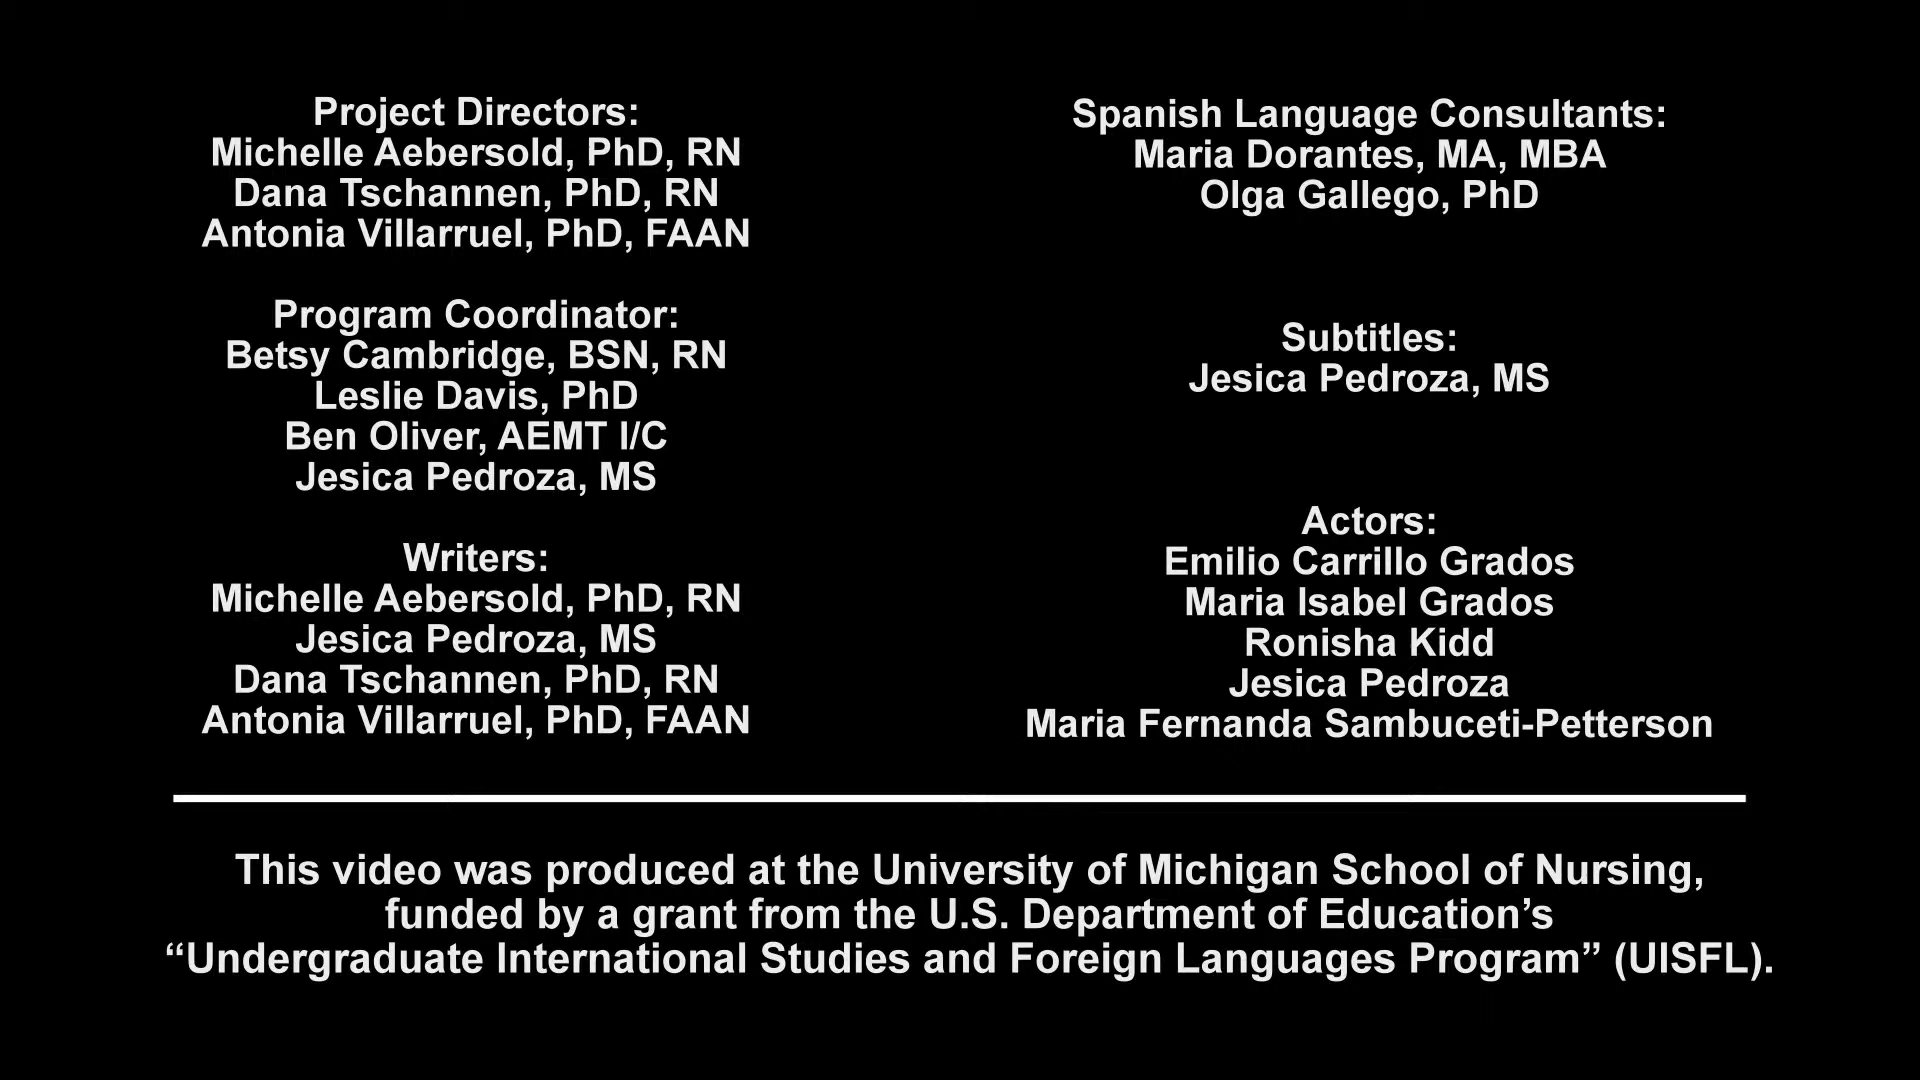 Project Directors:
Michelle Aebersold, PhD, RN
Dana Tschannen, PhD, RN
Antonia Villarruel, PhD, FAAN
Program Coordinator:
Betsy Cambridge, BSN, RN
Leslie Davis, PhD
Ben Oliver, AEMT I/C
Jesica Pedroza, MS
Writers:
Michelle Aebersold, PhD, RN
Jesica Pedroza, MS
Dana Tschannen, PhD, RN
Antonia Villarruel, PhD, FAAN
Spanish Language Consultants:
Maria Dorantes, MA, MBA
Olga Gallego, PhD
Subtitles:
Jesica Pedroza, MS
Actors:
Emilio Carrillo Grados
Maria Isabel Grados
Ronisha Kidd
Jesica Pedroza
Maria Fernanda Sambuceti-Petterson
This video was produced at the University of Michigan School of Nursing,
funded by a grant from the U.S. Department of Education’s
“Undergraduate International Studies and Foreign Languages Program” (UISFL).